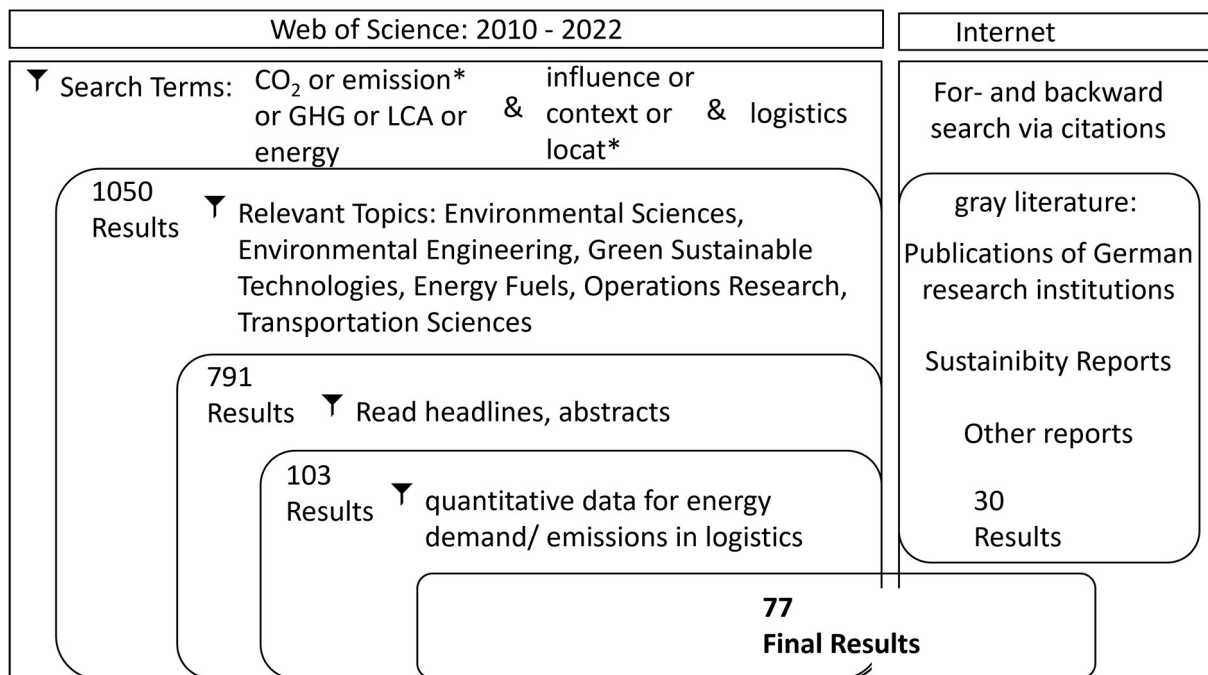 Web of Science: 2010 - 2022
Search Terms:
CO₂ or emission*
or GHG or LCA or
energy
&
influence or
context or
locat*
&
logistics
1050
Results
Relevant Topics: Environmental Sciences,
Environmental Engineering, Green Sustainable
Technologies, Energy Fuels, Operations Research,
Transportation Sciences
791
Results
Read headlines, abstracts
103
Results
quantitative data for energy
demand/ emissions in logistics
Internet
For- and backward
search via citations
gray literature:
Publications of German
research institutions
Sustainibity Reports
Other reports
30
Results
77
Final Results